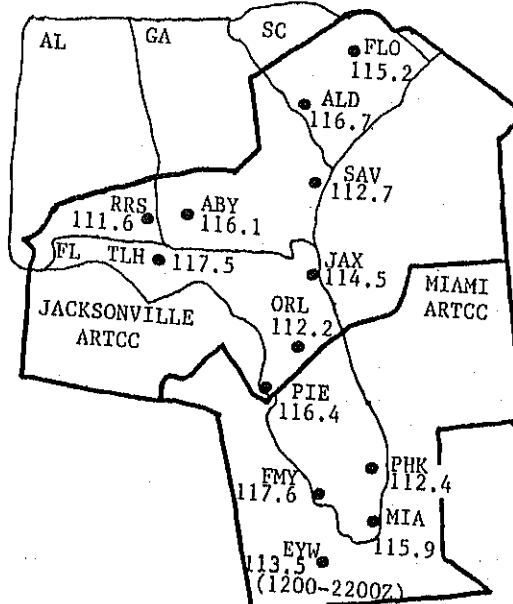 AL
GA
SC
FLO
115.2
ALD
116.7
SAV
112.7
RRS
111.6
ABY
116.1
FL
TLH
117.5
JAX
114.5
MIAMI
ARTCC
JACKSONVILLE
ARTCC
ORL
112.2
PIE
116.4
PHK
112.4
FMY
117.6
MIA
115.9
EYW
113.5
(1200-2200Z)